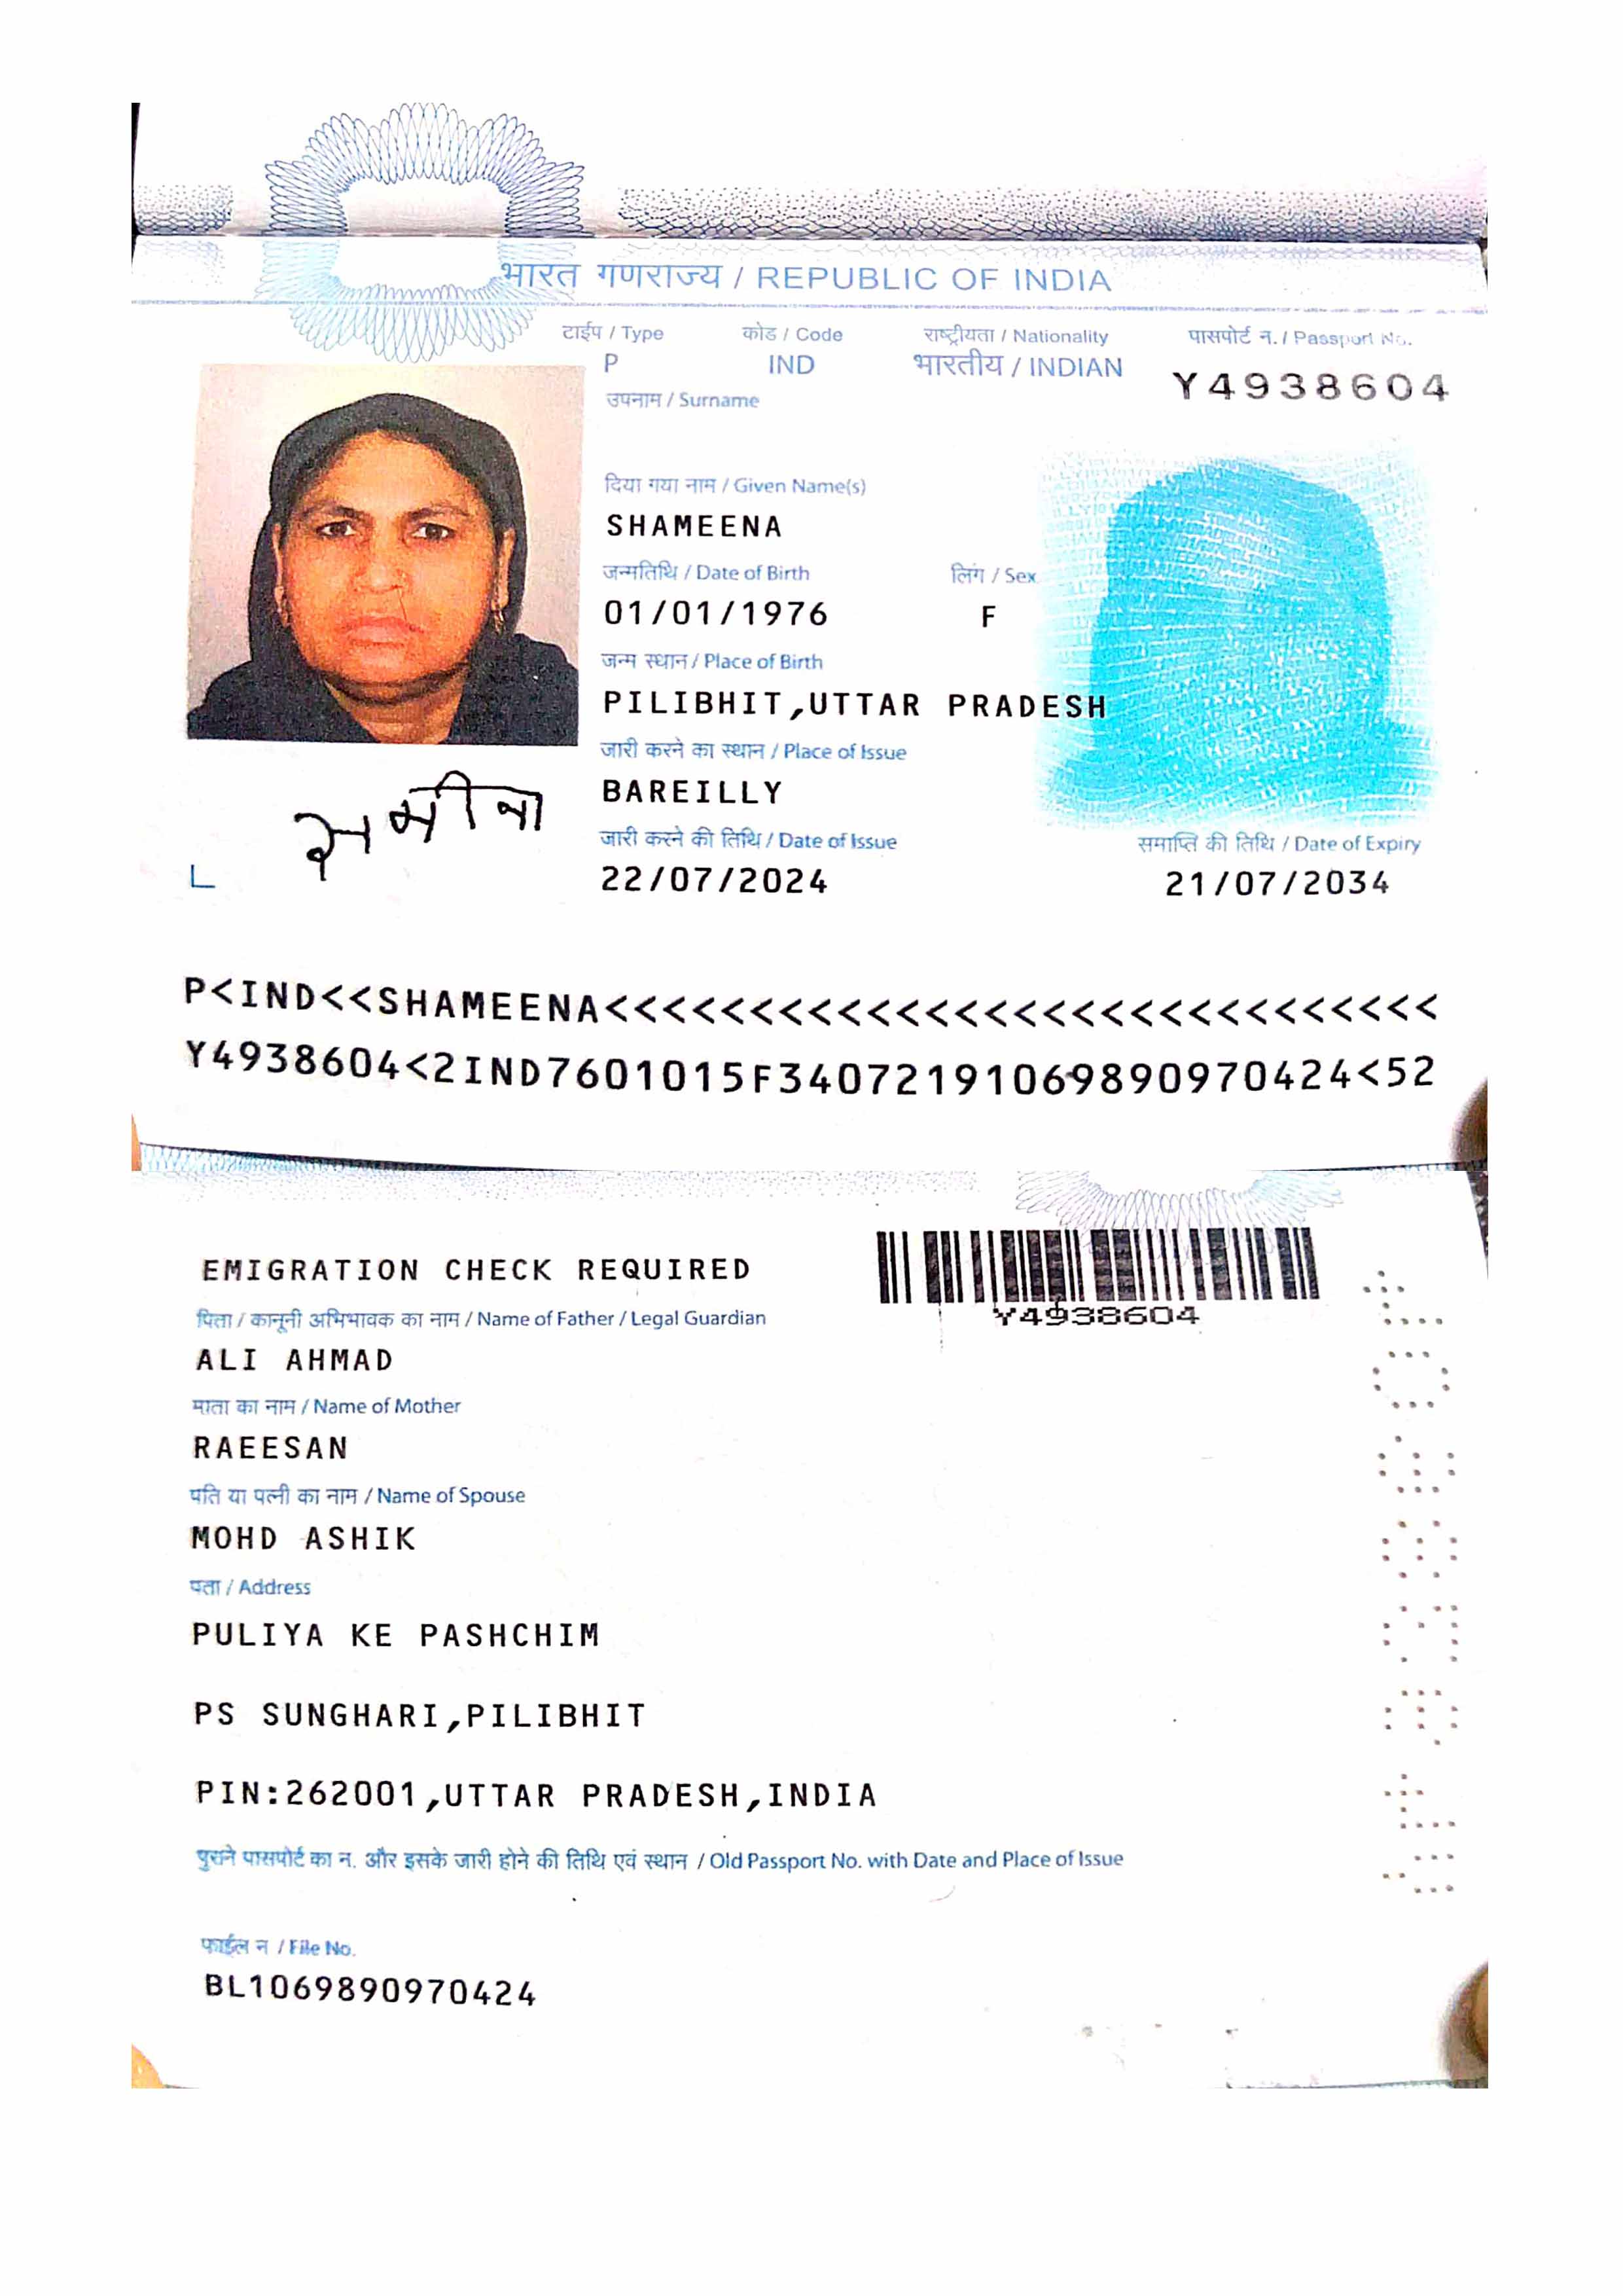 भारत गणराज्य / REPUBLIC OF INDIA
टाईप / Type कोड / Code राष्ट्रीयता / Nationality पासपोर्ट न. / Passport No.
P IND भारतीय / INDIAN Y4938604
उपनाम / Surname
दिया गया नाम / Given Name(s)
SHAMEENA
जन्मतिथि / Date of Birth लिंग / Sex
01/01/1976 F
जन्म स्थान / Place of Birth
PILIBHIT,UTTAR PRADESH
जारी करने का स्थान / Place of Issue
BAREILLY
समीना
जारी करने की तिथि / Date of Issue समाप्ति की तिथि / Date of Expiry
22/07/2024 21/07/2034
P<IND<<SHAMEENA<<<<<<<<<<<<<<<<<<<<<<<<<<<<<
Y4938604<2IND7601015F34072191069890970424<52
EMIGRATION CHECK REQUIRED
Y4938604
पिता / कानूनी अभिभावक का नाम / Name of Father / Legal Guardian
ALI AHMAD
माता का नाम / Name of Mother
RAEESAN
पति या पत्नी का नाम / Name of Spouse
MOHD ASHIK
पता / Address
PULIYA KE PASHCHIM
PS SUNGHARI,PILIBHIT
PIN:262001,UTTAR PRADESH,INDIA
पुराने पासपोर्ट का न. और इसके जारी होने की तिथि एवं स्थान / Old Passport No. with Date and Place of Issue
फाईल न / File No.
BL1069890970424
Y4938604